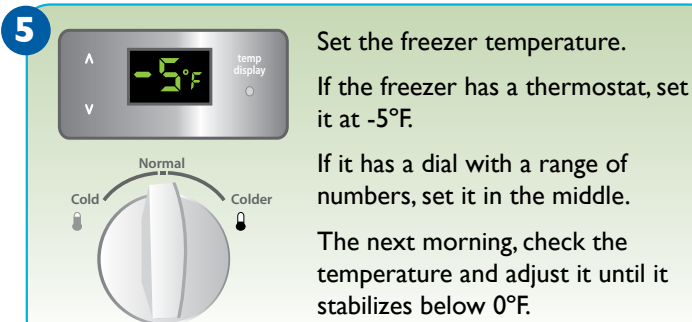 5
-5°F
temp
display
Normal
Cold
Colder
Set the freezer temperature.
If the freezer has a thermostat, set
it at -5ºF.
If it has a dial with a range of
numbers, set it in the middle.
The next morning, check the
temperature and adjust it until it
stabilizes below 0ºF.